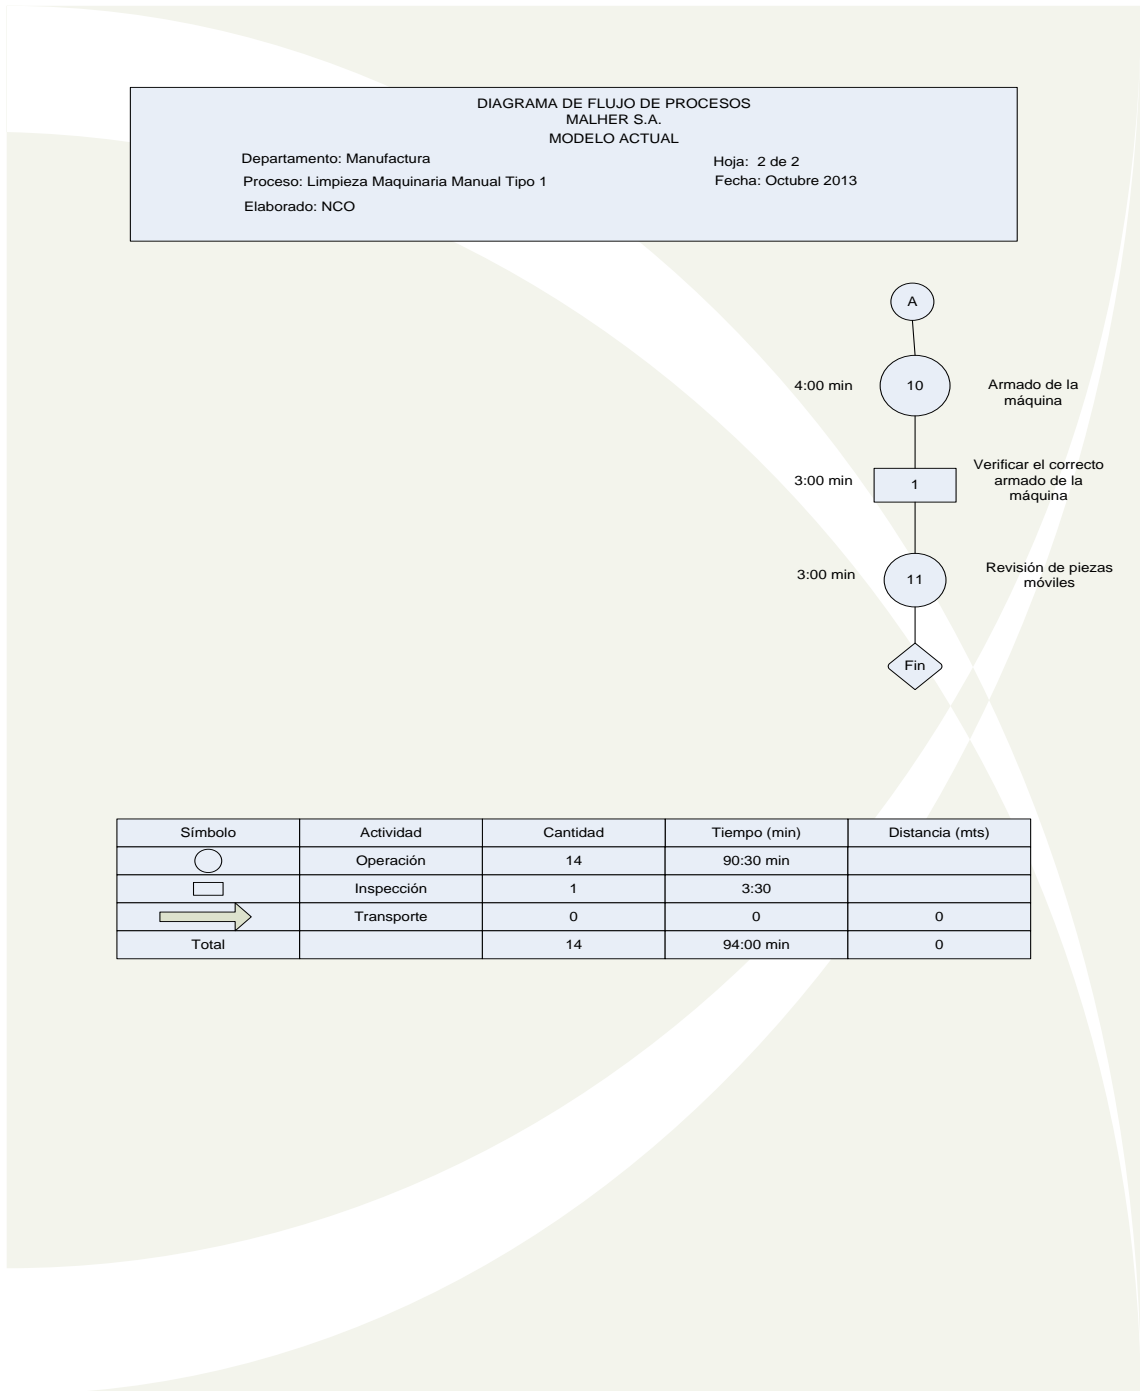 DIAGRAMA DE FLUJO DE PROCESOS
MALHER S.A.
MODELO ACTUAL
Departamento: Manufactura
Hoja: 2 de 2
Proceso: Limpieza Maquinaria Manual Tipo 1
Fecha: Octubre 2013
Elaborado: NCO
A
4:00 min
10
Armado de la
máquina
3:00 min
1
Verificar el correcto
armado de la
máquina
3:00 min
11
Revisión de piezas
móviles
Fin
Símbolo Actividad Cantidad Tiempo (min) Distancia (mts)
Operación 14 90:30 min
Inspección 1 3:30
Transporte 0 0 0
Total 14 94:00 min 0